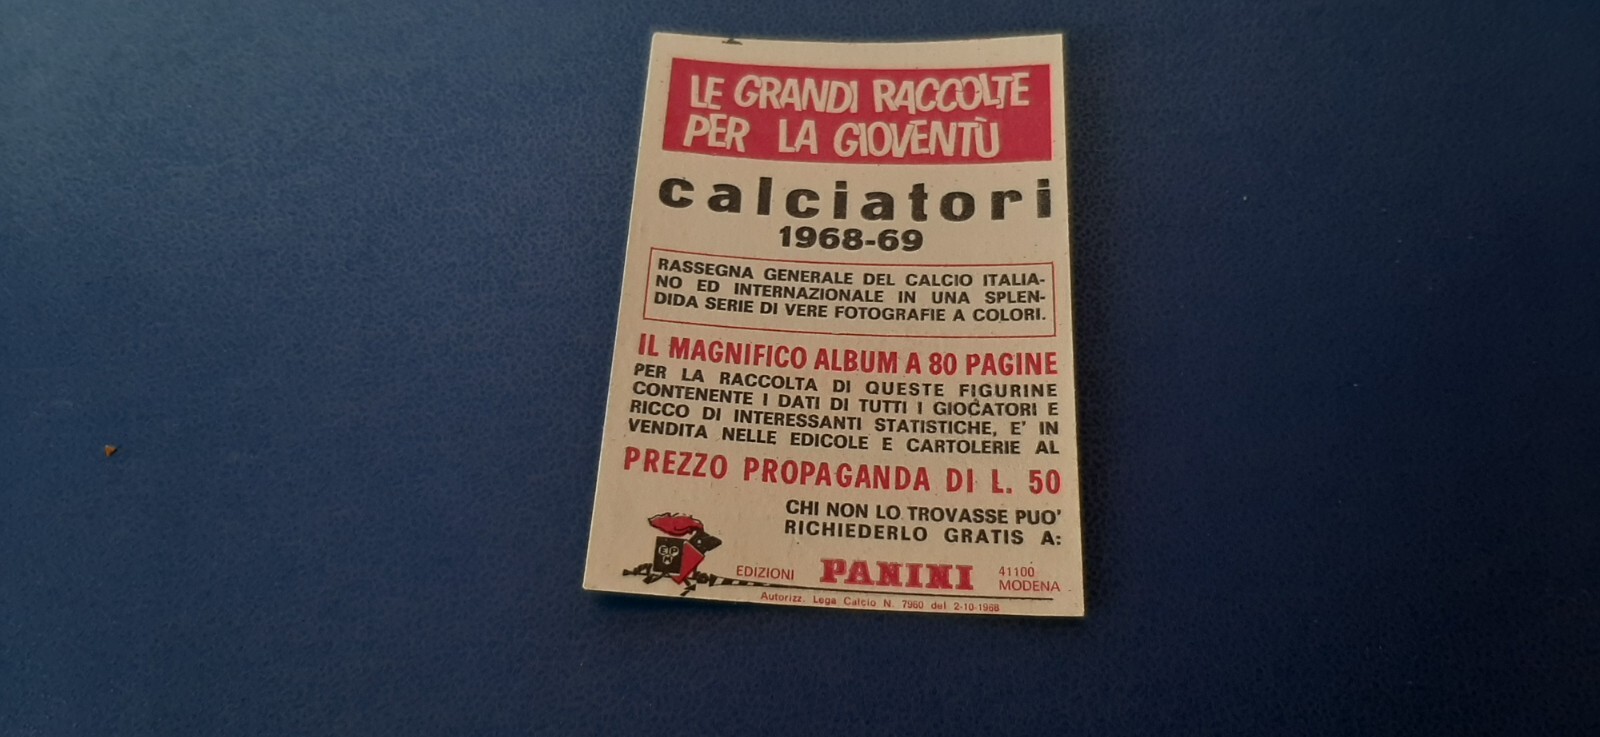 LE GRANDI RACCOLTE
PER LA GIOVENTÙ
calciatori
1968-69
RASSEGNA GENERALE DEL CALCIO ITALIA-
NO ED INTERNAZIONALE IN UNA SPLEN-
DIDA SERIE DI VERE FOTOGRAFIE A COLORI.
IL MAGNIFICO ALBUM A 80 PAGINE
PER LA RACCOLTA DI QUESTE FIGURINE
CONTENENTE I DATI DI TUTTI I GIOCATORI E
RICCO DI INTERESSANTI STATISTICHE, E' IN
VENDITA NELLE EDICOLE E CARTOLERIE AL
PREZZO PROPAGANDA DI L. 50
CHI NON LO TROVASSE PUO'
RICHIEDERLO GRATIS A:
EDIZIONI PANINI 41100
MODENA
Autorizz. Lega Calcio N. 7960 del 2-10-1968